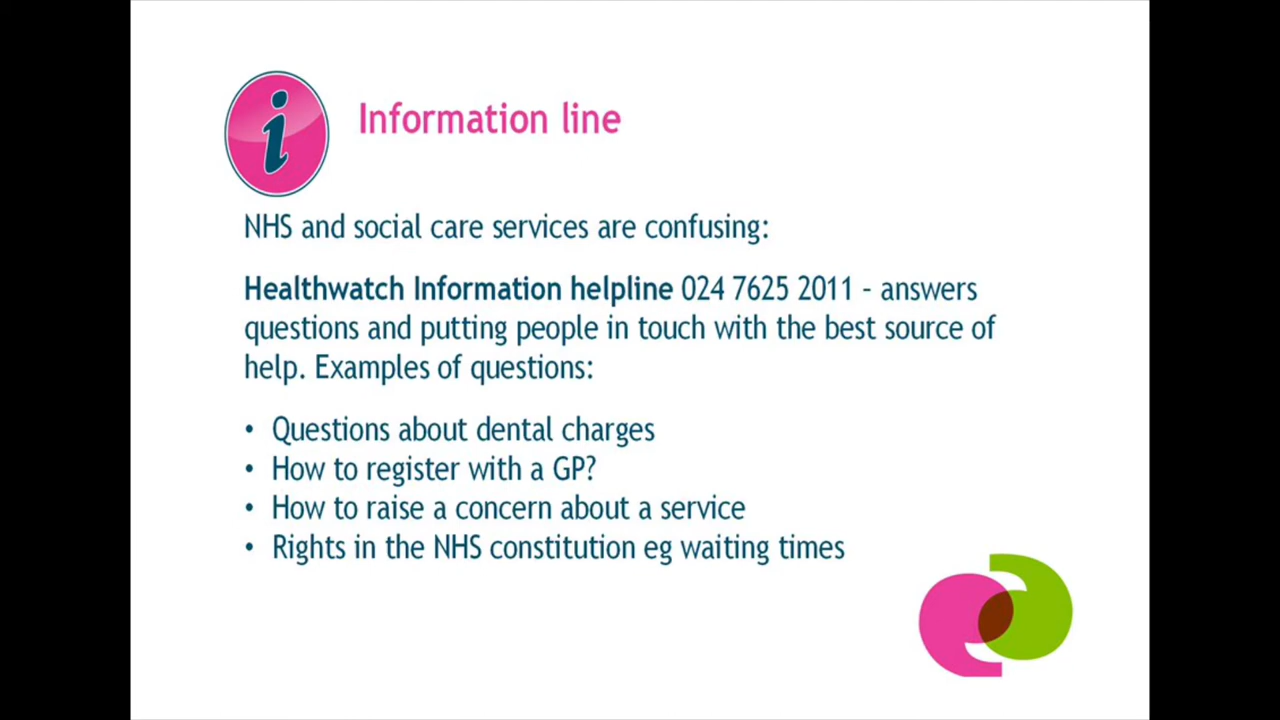 i
Information line
NHS and social care services are confusing:
Healthwatch Information helpline 024 7625 2011 – answers
questions and putting people in touch with the best source of
help. Examples of questions:
• Questions about dental charges
• How to register with a GP?
• How to raise a concern about a service
• Rights in the NHS constitution eg waiting times